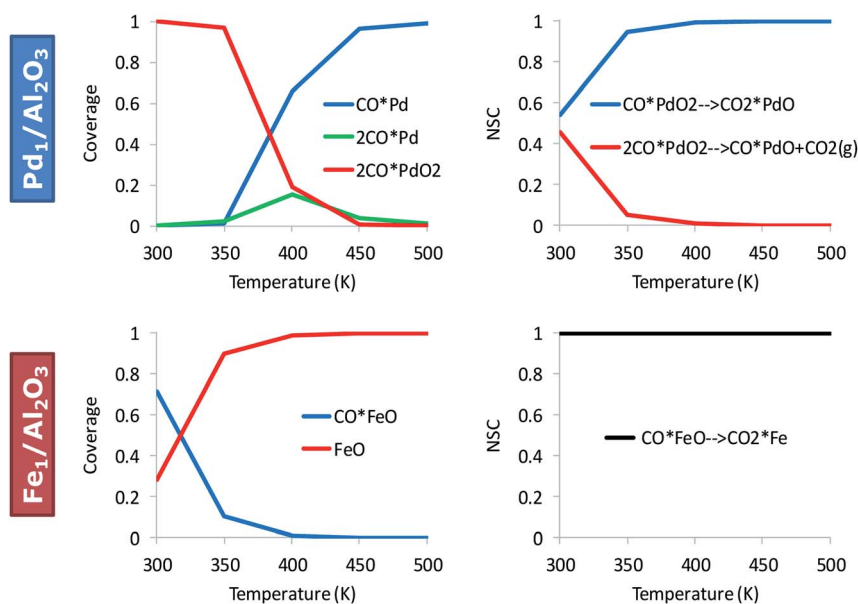 Pd₁/Al₂O₃
1
0.8
0.6
0.4
0.2
0
Coverage
CO*Pd
2CO*Pd
2CO*PdO2
300 350 400 450 500
Temperature (K)
1
0.8
0.6
0.4
0.2
0
NSC
CO*PdO2-->CO2*PdO
2CO*PdO2-->CO*PdO+CO2(g)
300 350 400 450 500
Temperature (K)
Fe₁/Al₂O₃
1
0.8
0.6
0.4
0.2
0
Coverage
CO*FeO
FeO
300 350 400 450 500
Temperature (K)
1
0.8
0.6
0.4
0.2
0
NSC
CO*FeO-->CO2*Fe
300 350 400 450 500
Temperature (K)